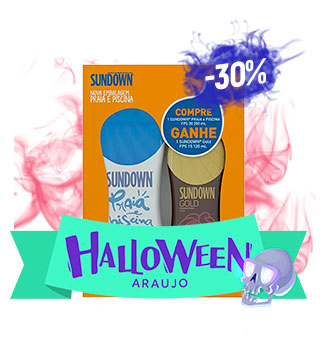 SUNDOWN
NOVA EMBALAGEM
PRAIA E PISCINA
-30%
COMPRE
1 SUNDOWN® PRAIA e PISCINA
FPS 30 200 mL
GANHE
1 SUNDOWN® Gold
FPS 15 120 mL
SUNDOWN
Praia e
piscina
SUNDOWN
GOLD
HALLOWEEN
ARAUJO